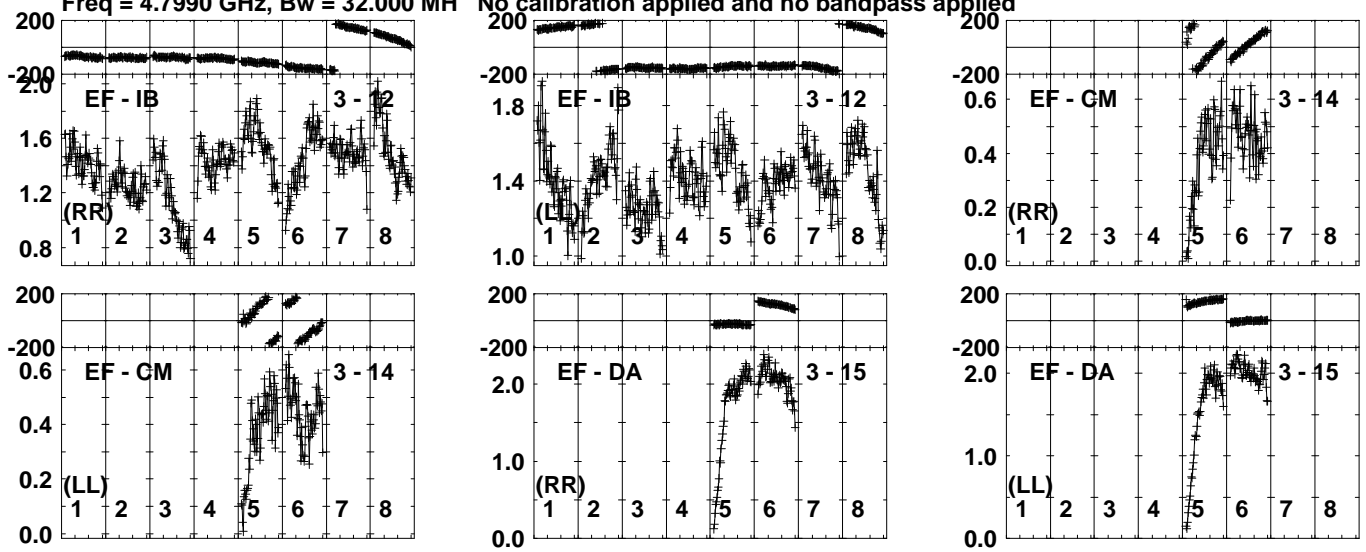 Freq = 4.7990 GHz, Bw = 32.000 MH No calibration applied and no bandpass applied
200
-200
2.0
1.6
1.2
0.8
EF - IB
3 - 12
(RR)
1 2 3 4 5 6 7 8
200
-200
1.8
1.4
1.0
EF - IB
3 - 12
(LL)
1 2 3 4 5 6 7 8
200
-200
0.6
0.4
0.2
0.0
EF - CM
3 - 14
(RR)
1 2 3 4 5 6 7 8
200
-200
0.6
0.4
0.2
0.0
EF - CM
3 - 14
(LL)
1 2 3 4 5 6 7 8
200
-200
2.0
1.0
0.0
EF - DA
3 - 15
(RR)
1 2 3 4 5 6 7 8
200
-200
2.0
1.0
0.0
EF - DA
3 - 15
(LL)
1 2 3 4 5 6 7 8